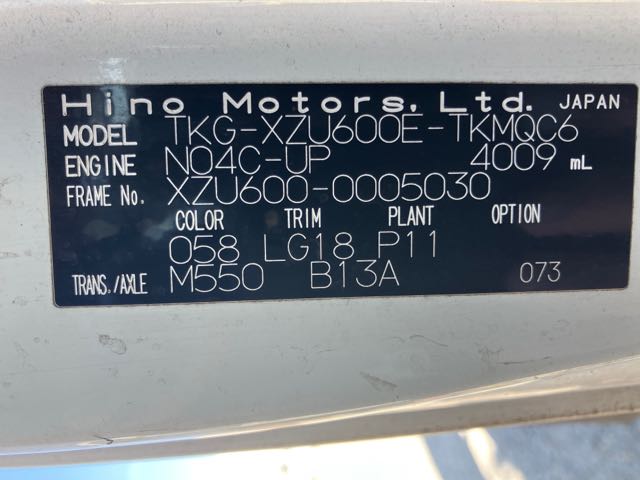 Hino Motors, Ltd. JAPAN
MODEL TKG-XZU600E-TKMQC6
ENGINE N04C-UP 4009 mL
FRAME No. XZU600-0005030
COLOR TRIM PLANT OPTION
058 LG18 P11
TRANS./AXLE M550 B13A 073